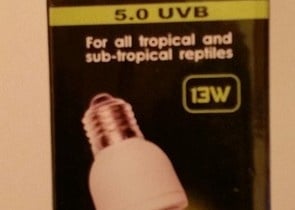 5.0 UVB
For all tropical and
sub-tropical reptiles
13W